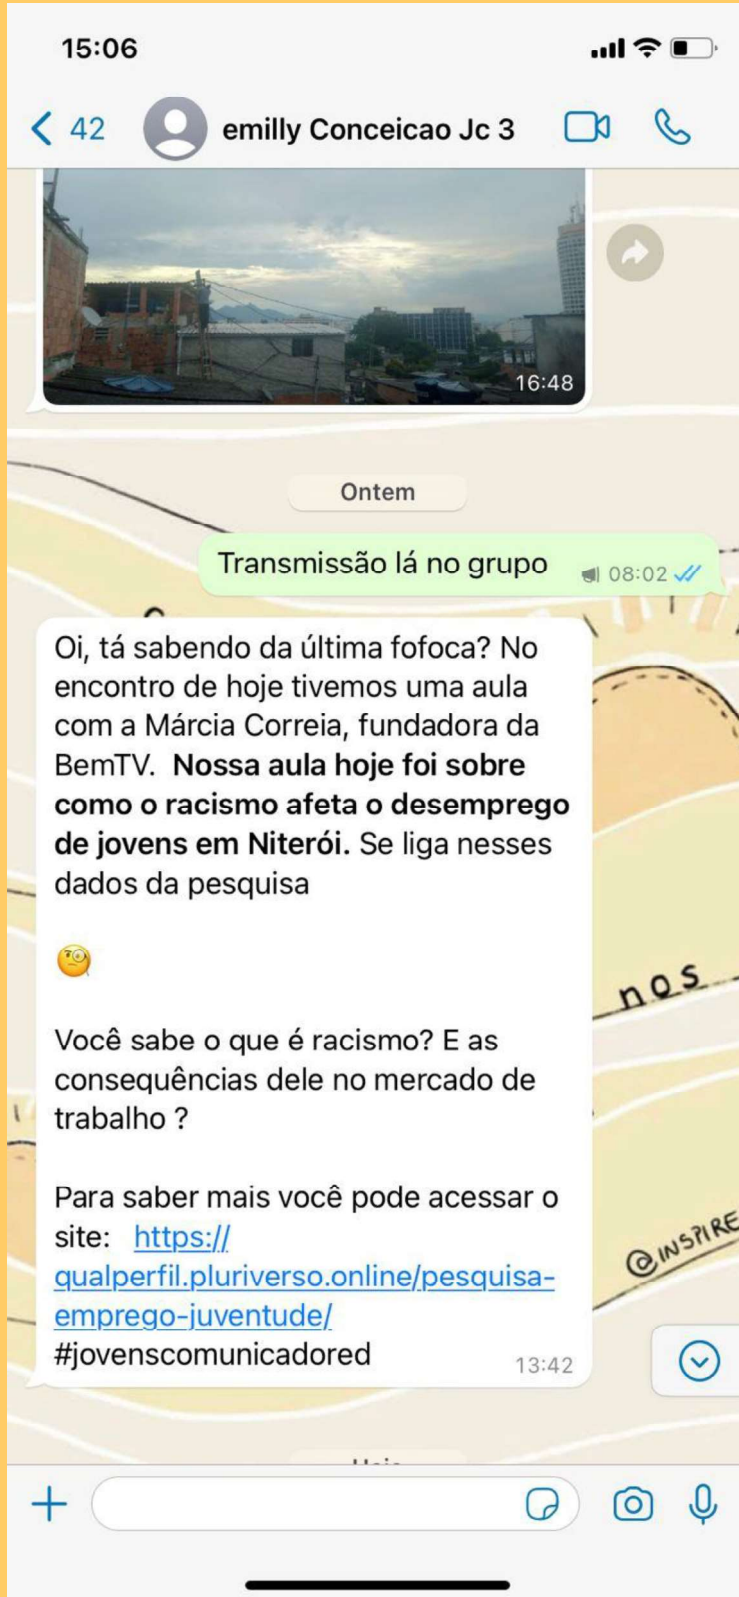 15:06
42
emilly Conceicao Jc 3
16:48
Ontem
Transmissão lá no grupo
08:02
Oi, tá sabendo da última fofoca? No
encontro de hoje tivemos uma aula
com a Márcia Correia, fundadora da
BemTV.  Nossa aula hoje foi sobre
como o racismo afeta o desemprego
de jovens em Niterói. Se liga nesses
dados da pesquisa
🧐
nos
Você sabe o que é racismo? E as
consequências dele no mercado de
trabalho ?
Para saber mais você pode acessar o
site:   https://
qualperfil.pluriverso.online/pesquisa-
emprego-juventude/
#jovenscomunicadored
13:42
@INSPIRE